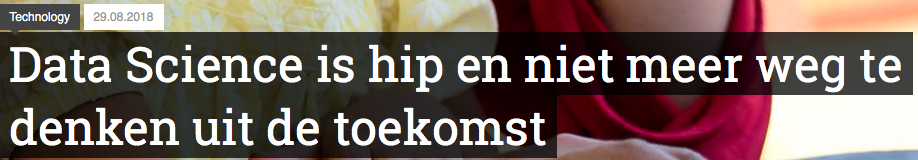 Technology 29.08.2018
Data Science is hip en niet meer weg te
denken uit de toekomst